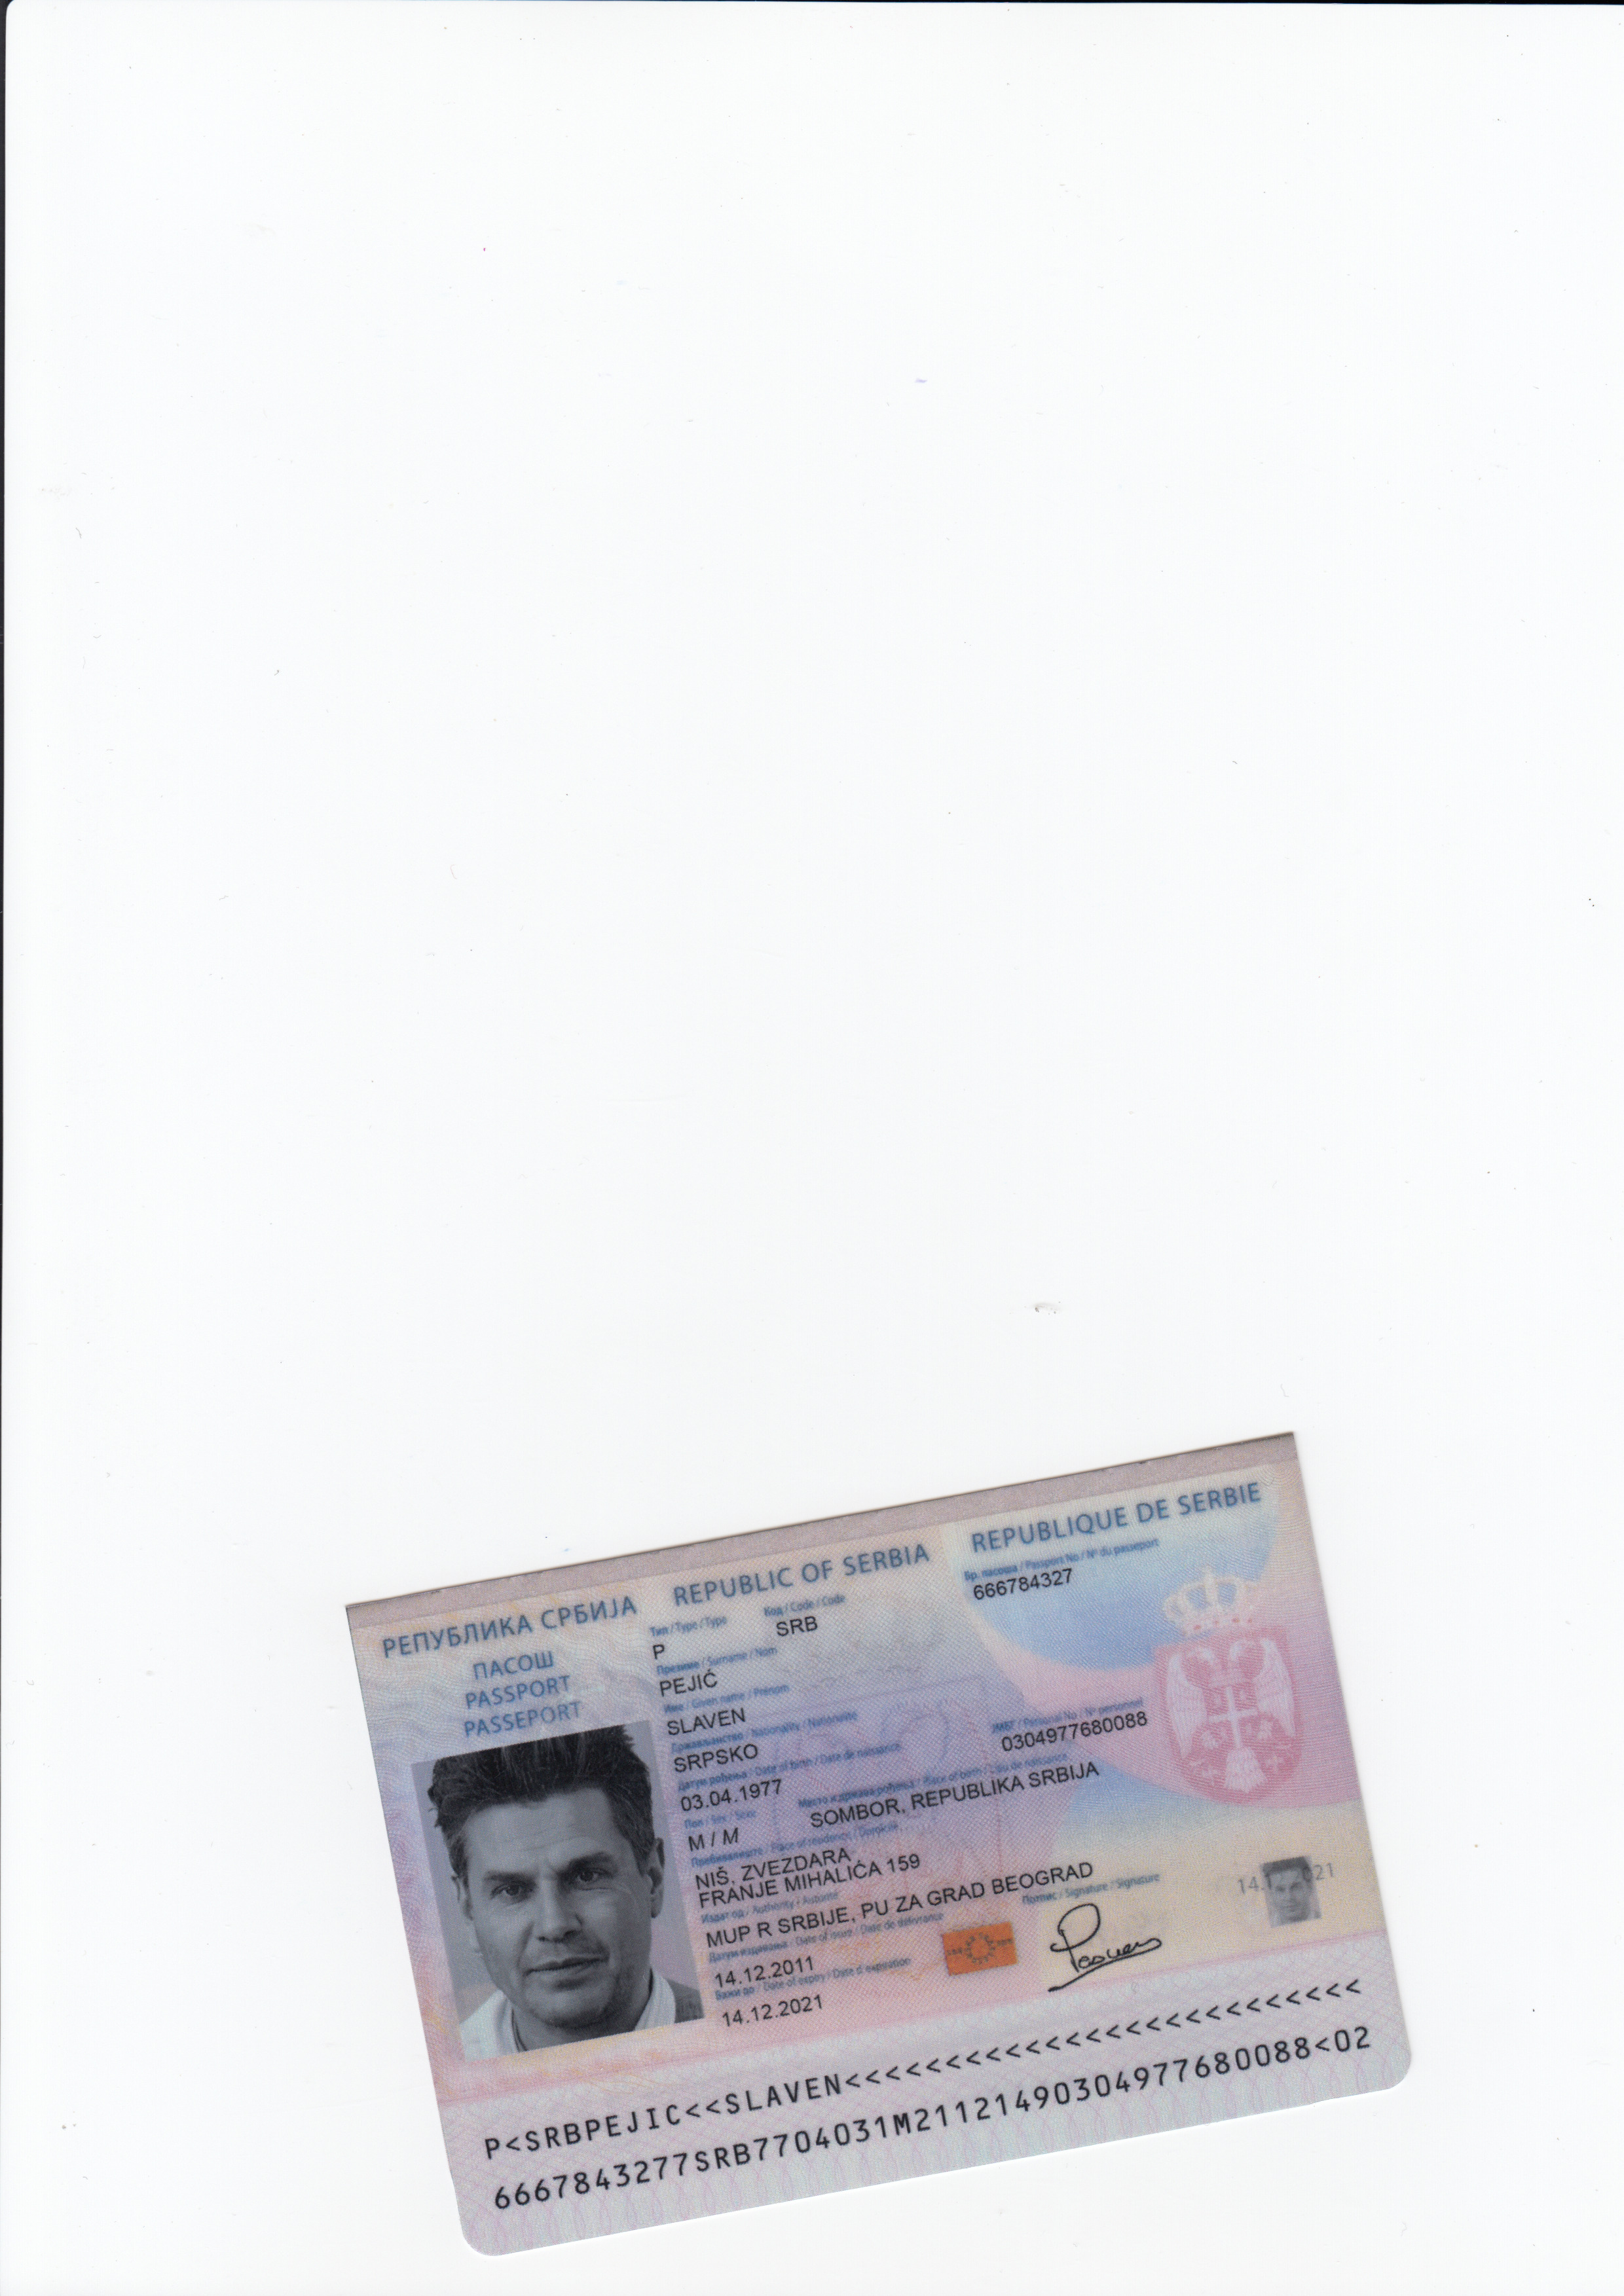 РЕПУБЛИКА СРБИЈА REPUBLIC OF SERBIA REPUBLIQUE DE SERBIE
ПАСОШ
PASSPORT
PASSEPORT
Тип / Type / Type Код / Code / Code Бр. пасоша / Passport No / Nº du passeport
P SRB 666784327
Презиме / Surname / Nom
PEJIĆ
Име / Given name / Prénom
SLAVEN
Држављанство / Nationality / Nationalité ЈМБГ / Personal No / Nº personnel
SRPSKO 0304977680088
Датум рођења / Date of birth / Date de naissance
03.04.1977
Пол / Sex / Sexe Место и држава рођења / Place of birth / Lieu de naissance
M / M SOMBOR, REPUBLIKA SRBIJA
Пребивалиште / Place of residence / Domicile
NIŠ, ZVEZDARA
FRANJE MIHALIĆA 159
Издат од / Authority / Autorité
MUP R SRBIJE, PU ZA GRAD BEOGRAD
Датум издавања / Date of issue / Date de délivrance Потпис / Signature / Signature
14.12.2011
Важи до / Date of expiry / Date d'expiration
14.12.2021
P<SRBPEJIC<<SLAVEN<<<<<<<<<<<<<<<<<<<<<<<<<<
6667843277SRB7704031M21121490304977680088<02